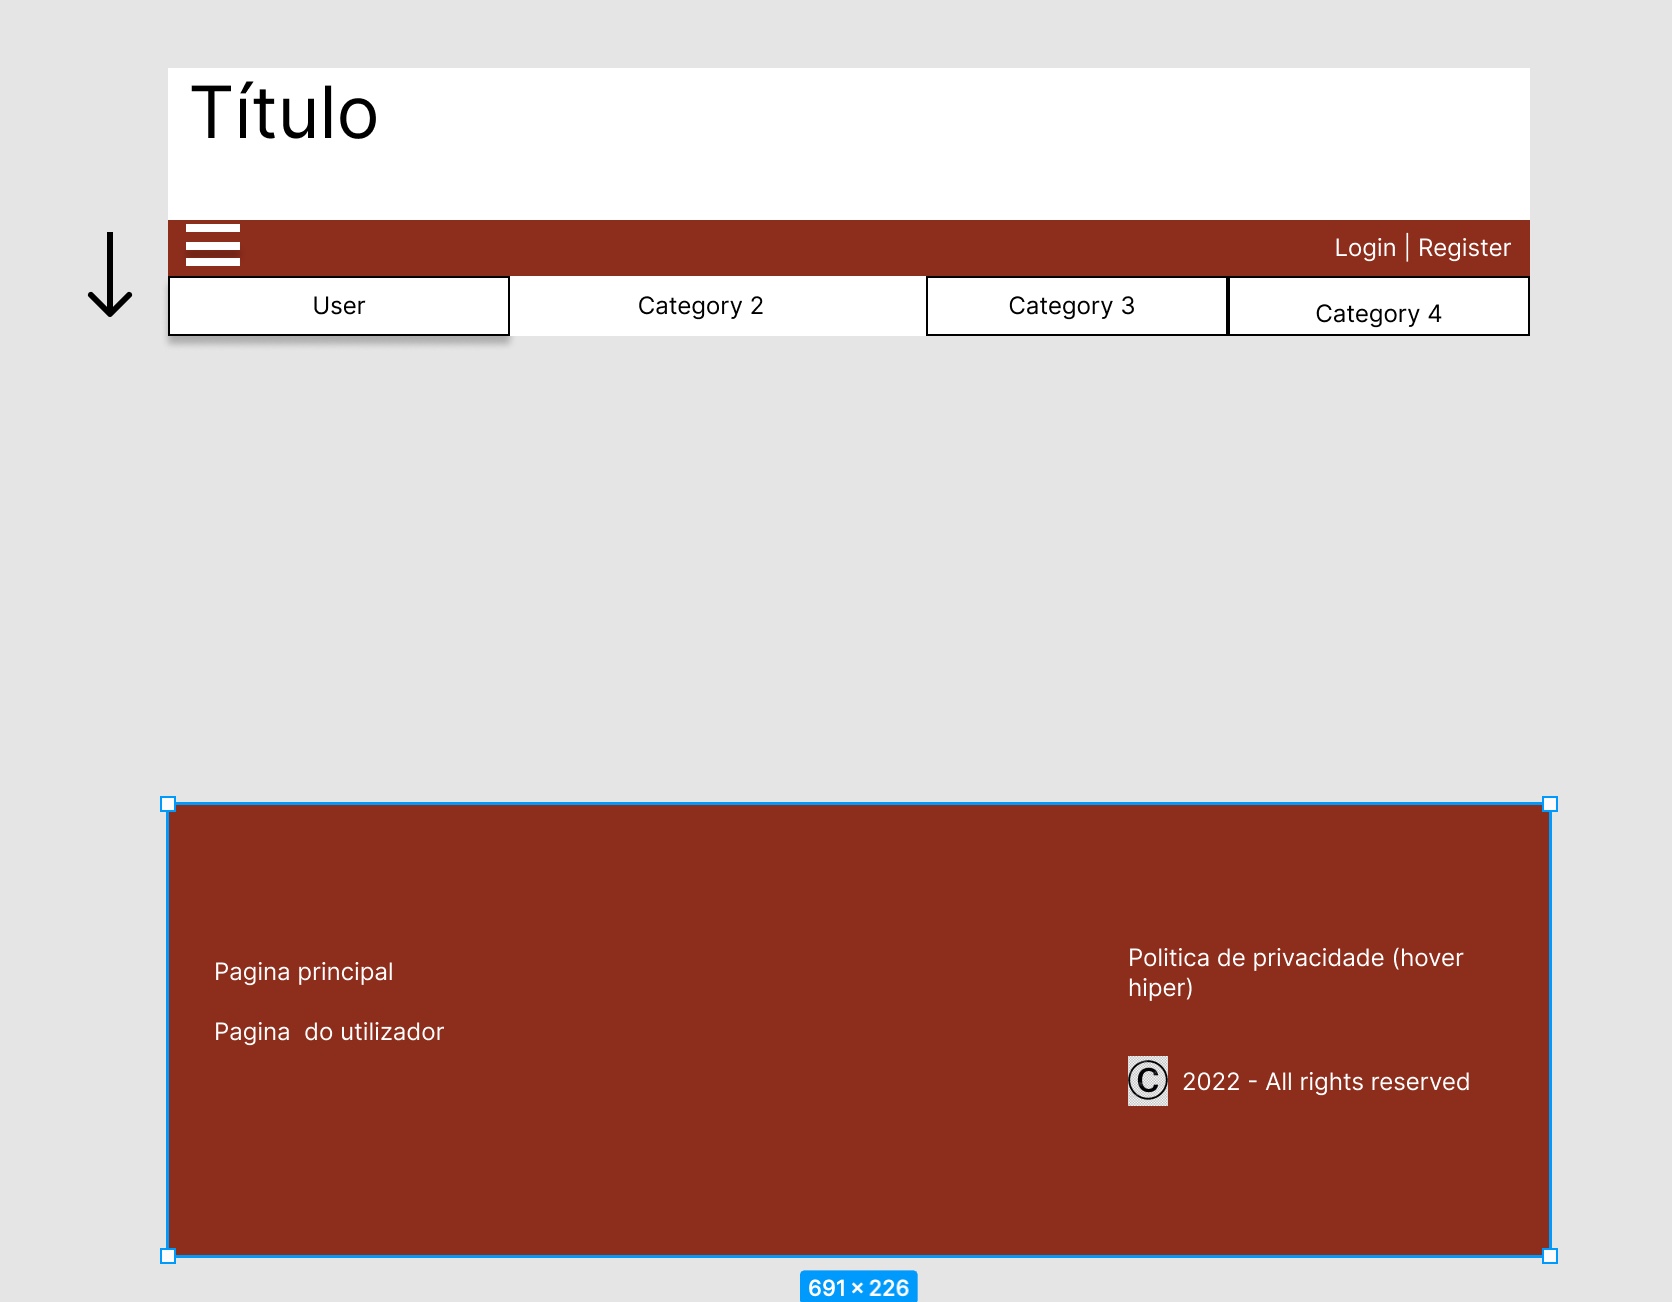 Título
Login | Register
User
Category 2
Category 3
Category 4
Pagina principal
Pagina  do utilizador
Politica de privacidade (hover
hiper)
© 2022 - All rights reserved
691 × 226